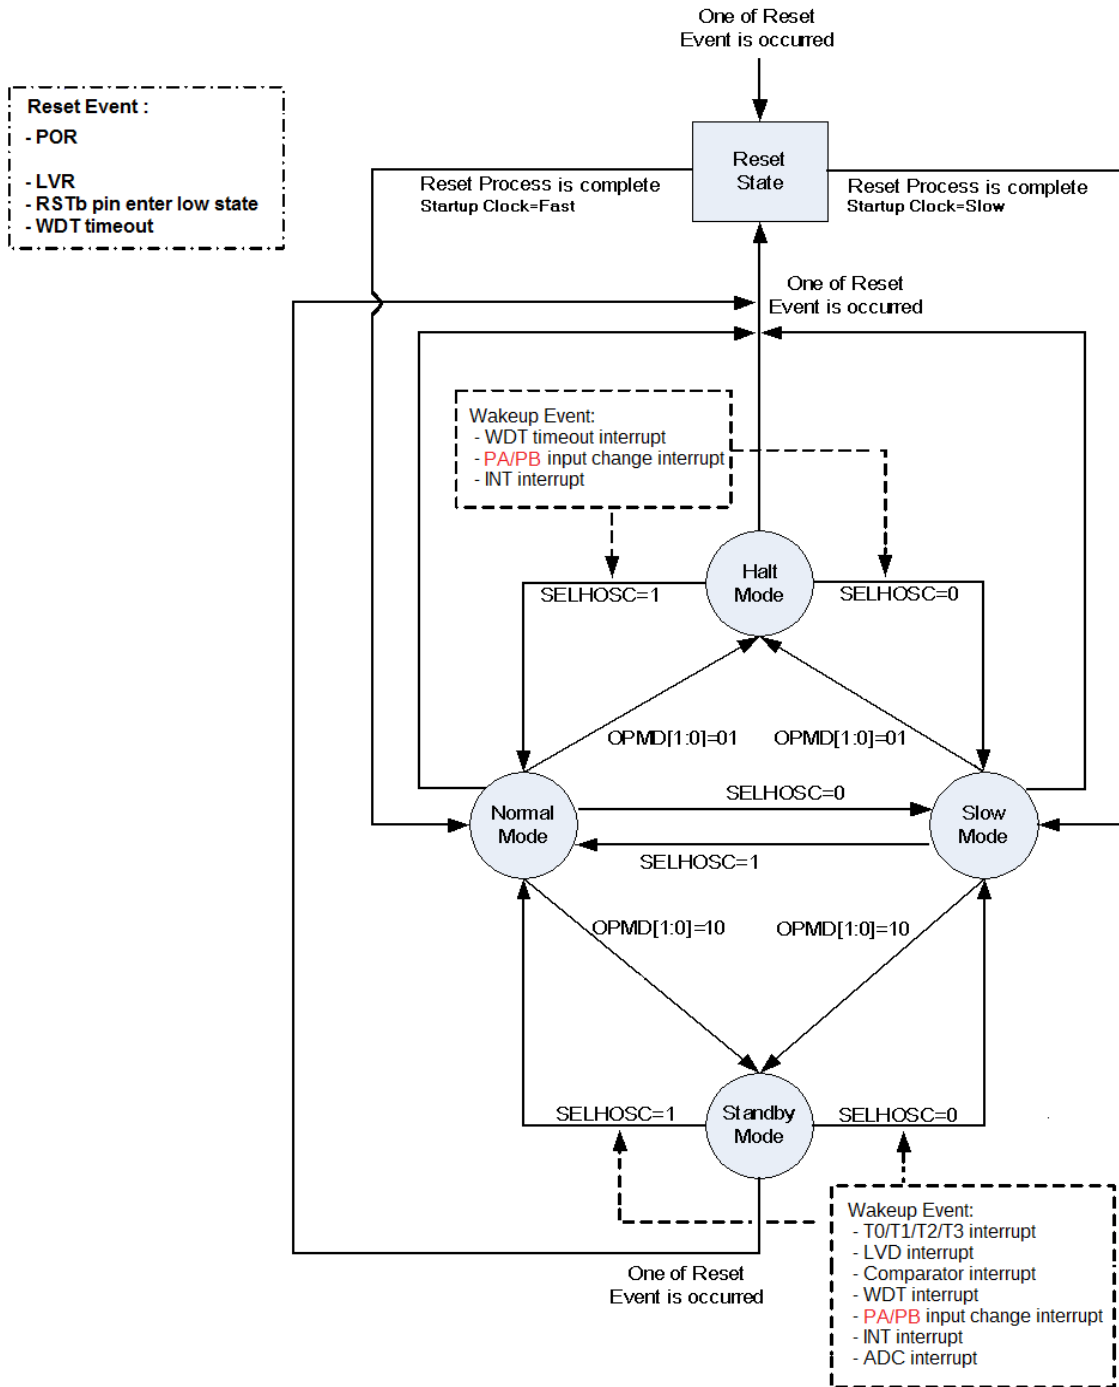 One of Reset
Event is occurred
Reset Event :
- POR
- LVR
- RSTb pin enter low state
- WDT timeout
Reset
State
Reset Process is complete
Startup Clock=Fast
Reset Process is complete
Startup Clock=Slow
One of Reset
Event is occurred
Wakeup Event:
- WDT timeout interrupt
- PA/PB input change interrupt
- INT interrupt
Halt
Mode
SELHOSC=1
SELHOSC=0
OPMD[1:0]=01
OPMD[1:0]=01
Normal
Mode
SELHOSC=0
Slow
Mode
SELHOSC=1
OPMD[1:0]=10
OPMD[1:0]=10
SELHOSC=1
Standby
Mode
SELHOSC=0
Wakeup Event:
- T0/T1/T2/T3 interrupt
- LVD interrupt
- Comparator interrupt
- WDT interrupt
- PA/PB input change interrupt
- INT interrupt
- ADC interrupt
One of Reset
Event is occurred